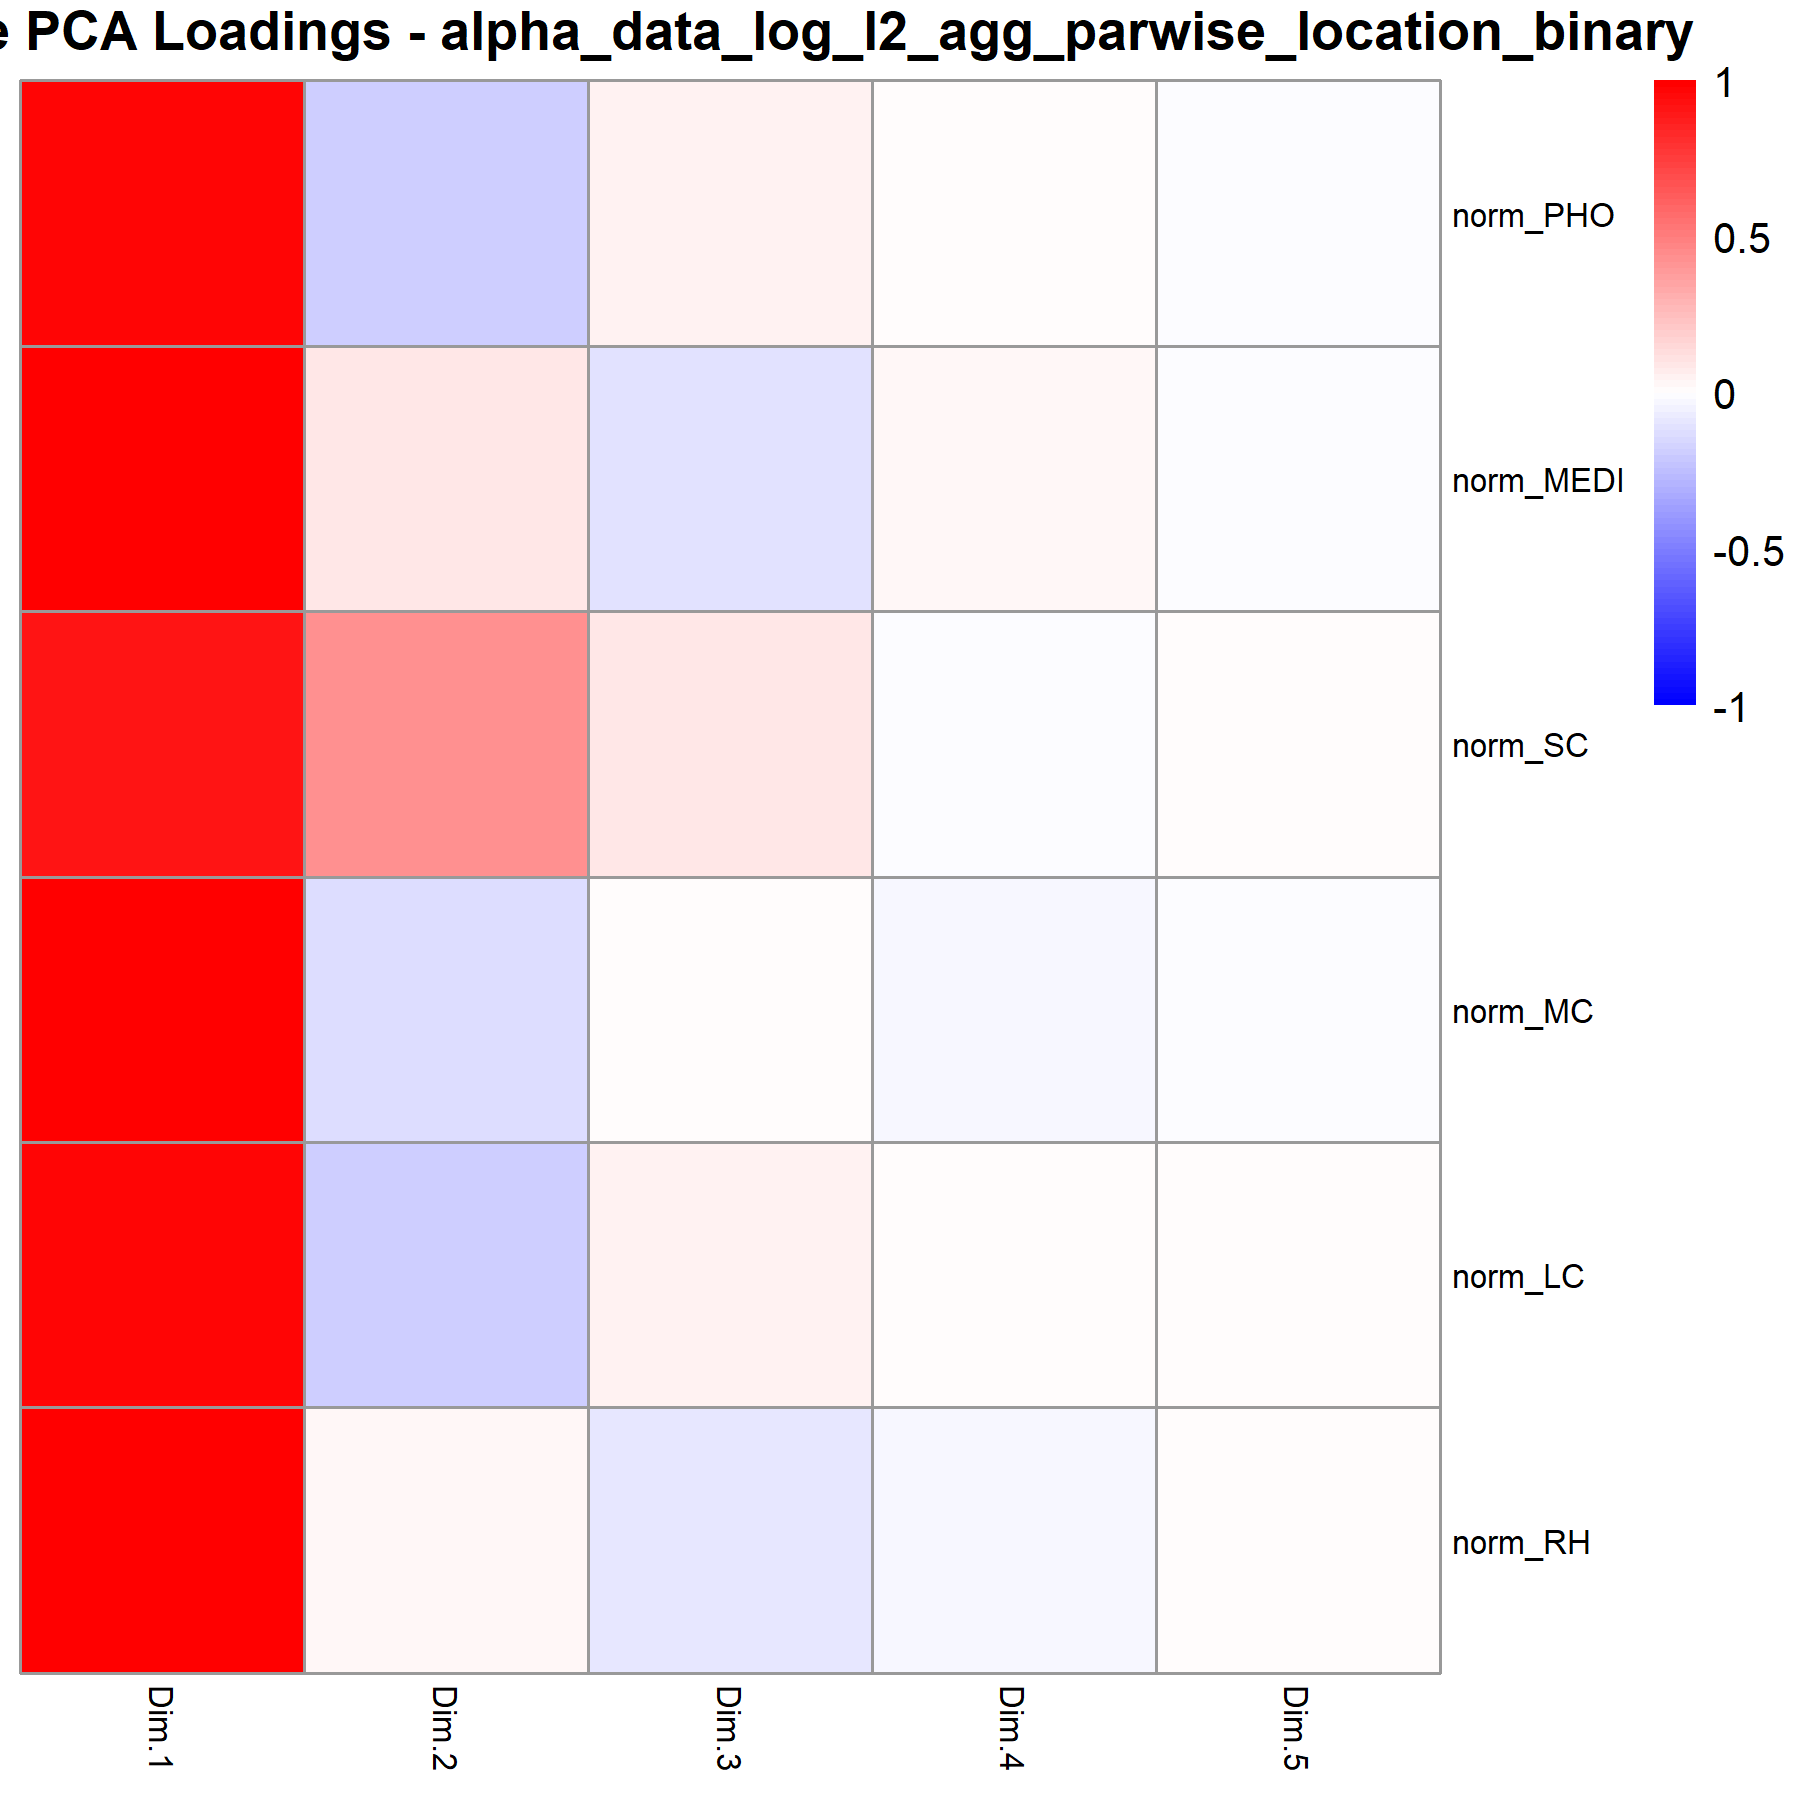 PCA Loadings - alpha_data_log_l2_agg_parwise_location_binary
1
0.5
0
-0.5
-1
norm_PHO
norm_MEDI
norm_SC
norm_MC
norm_LC
norm_RH
Dim.1
Dim.2
Dim.3
Dim.4
Dim.5